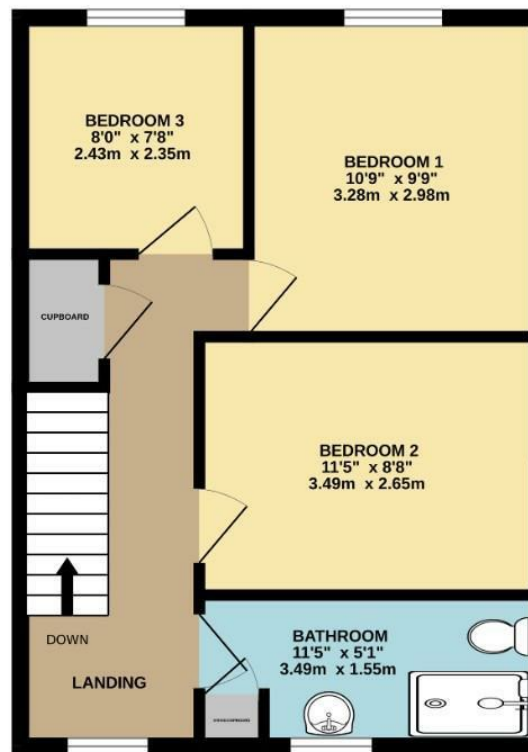 BEDROOM 3
8'0" x 7'8"
2.43m x 2.35m
BEDROOM 1
10'9" x 9'9"
3.28m x 2.98m
CUPBOARD
BEDROOM 2
11'5" x 8'8"
3.49m x 2.65m
DOWN
LANDING
BATHROOM
11'5" x 5'1"
3.49m x 1.55m